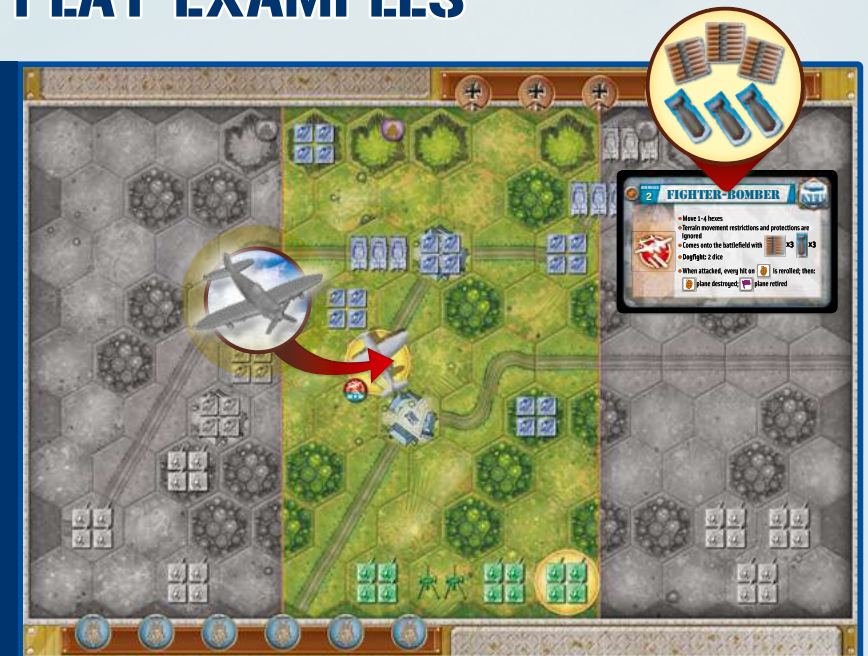 PLAY EXAMPLES
2
FIGHTER-BOMBER
• Move 1-4 hexes
• Terrain movement restrictions and protections are
ignored
• Comes onto the battlefield with x3 x3
• Dogfight: 2 dice
• When attacked, every hit on is rerolled; then:
plane destroyed; plane retired